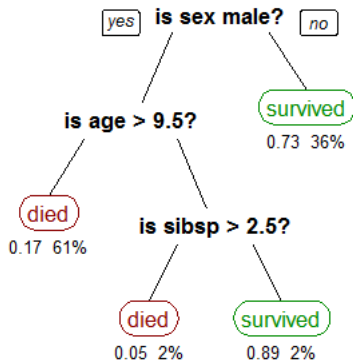 yes is sex male? no
survived
0.73 36%
is age > 9.5?
died
0.17 61%
is sibsp > 2.5?
died survived
0.05 2% 0.89 2%